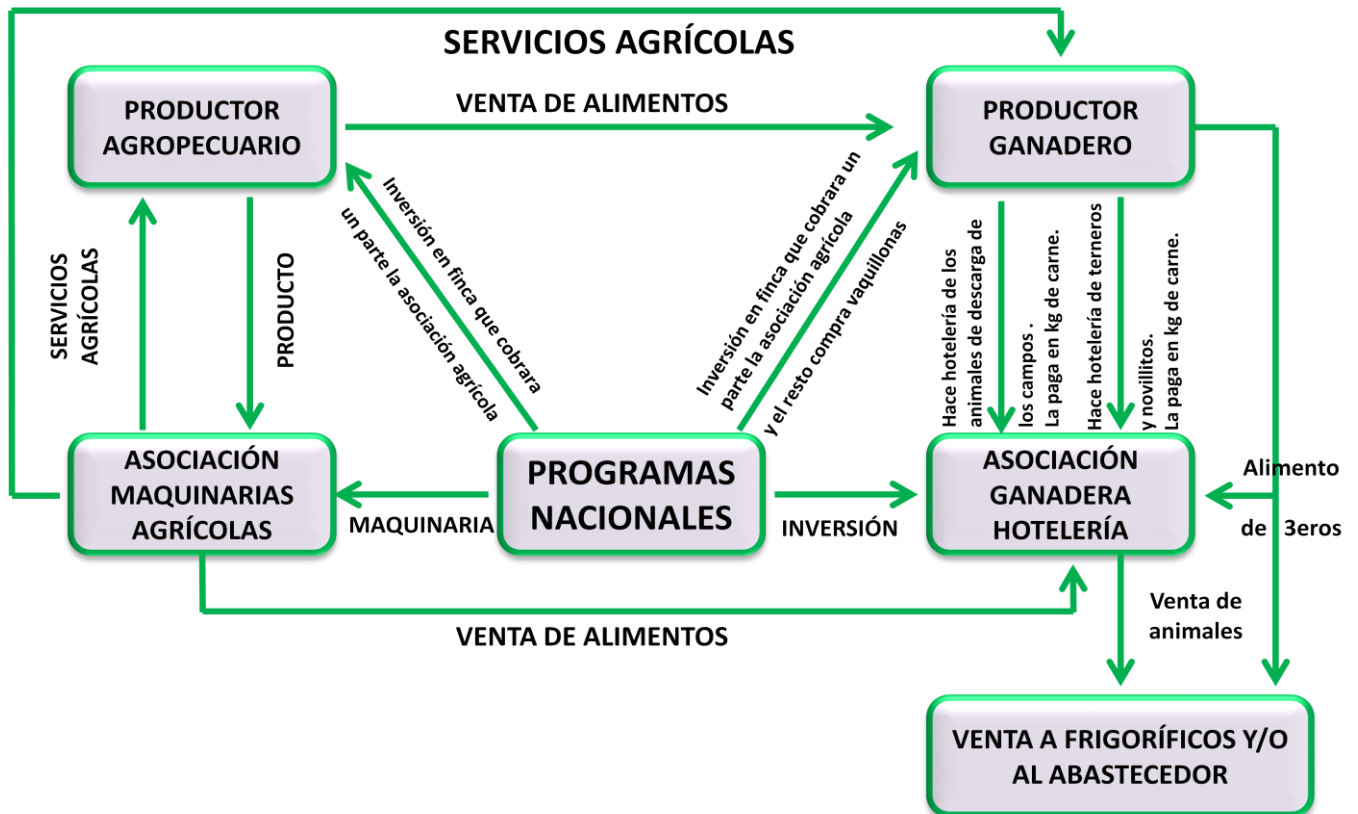 SERVICIOS AGRÍCOLAS
PRODUCTOR
AGROPECUARIO
VENTA DE ALIMENTOS
PRODUCTOR
GANADERO
SERVICIOS
AGRÍCOLAS
PRODUCTO
Inversión en finca que cobrara
un parte la asociación agrícola
Inversión en finca que cobrara un
parte la asociación agrícola
y el resto compra vaquillonas
Hace hotelería de los
animales de descarga de
los campos .
La paga en kg de carne.
Hace hotelería de terneros
y novillitos.
La paga en kg de carne.
ASOCIACIÓN
MAQUINARIAS
AGRÍCOLAS
MAQUINARIA
PROGRAMAS
NACIONALES
INVERSIÓN
ASOCIACIÓN
GANADERA
HOTELERÍA
Alimento
de 3eros
VENTA DE ALIMENTOS
Venta de
animales
VENTA A FRIGORÍFICOS Y/O
AL ABASTECEDOR